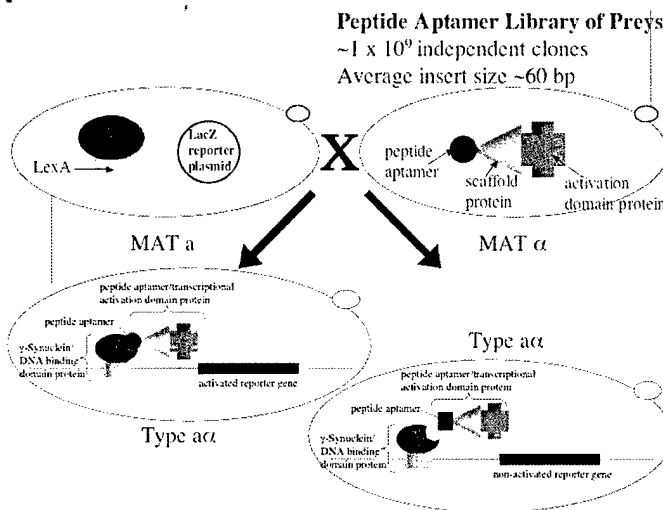 Peptide Aptamer Library of Preys
~1 x 10⁹ independent clones
Average insert size ~60 bp
LexA
LacZ
reporter
plasmid
X
peptide
aptamer
scaffold
protein
activation
domain protein
MAT a
MAT α
peptide aptamer/transcriptional
activation domain protein
peptide aptamer
γ-Synuclein/
DNA binding
domain protein
activated reporter gene
Type aα
Type aα
peptide aptamer/transcriptional
activation domain protein
peptide aptamer
γ-Synuclein/
DNA binding
domain protein
non-activated reporter gene